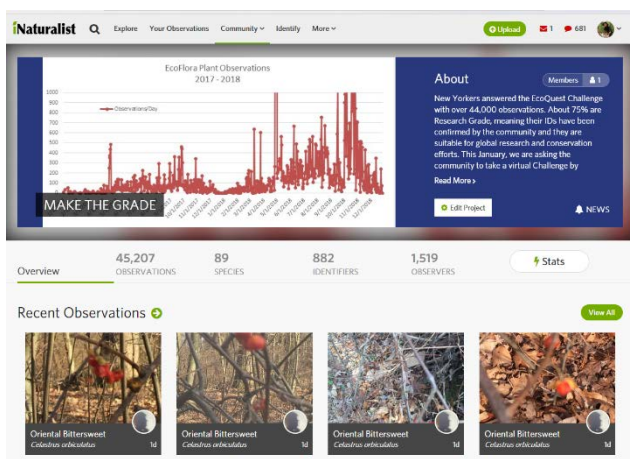 iNaturalist Explore Your Observations Community Identify More Upload 1 681
EcoFlora Plant Observations
2017 - 2018
1000
900
800
700
600
500
400
300
200
100
0
Observations/Day
MAKE THE GRADE
About
Members 1
New Yorkers answered the EcoQuest Challenge
with over 44,000 observations. About 75% are
Research Grade, meaning their IDs have been
confirmed by the community and they are
suitable for global research and conservation
efforts. This January, we are asking the
community to take a virtual Challenge by
Read More >
Edit Project
NEWS
Overview
45,207
OBSERVATIONS
89
SPECIES
882
IDENTIFIERS
1,519
OBSERVERS
Stats
Recent Observations
View All
Oriental Bittersweet
Celastrus orbiculatus 1d
Oriental Bittersweet
Celastrus orbiculatus 1d
Oriental Bittersweet
Celastrus orbiculatus 1d
Oriental Bittersweet
Celastrus orbiculatus 1d